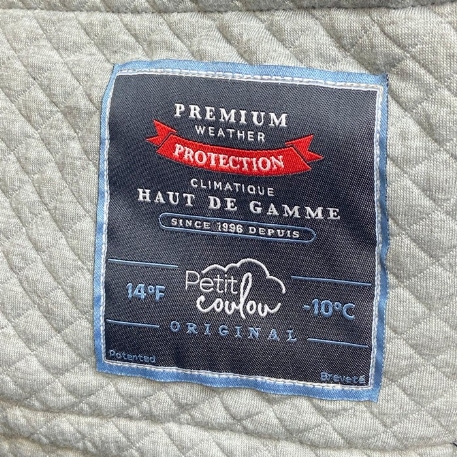 PREMIUM
WEATHER
PROTECTION
CLIMATIQUE
HAUT DE GAMME
SINCE 1996 DEPUIS
14°F Petit coulou -10°C
ORIGINAL
Patented Breveté